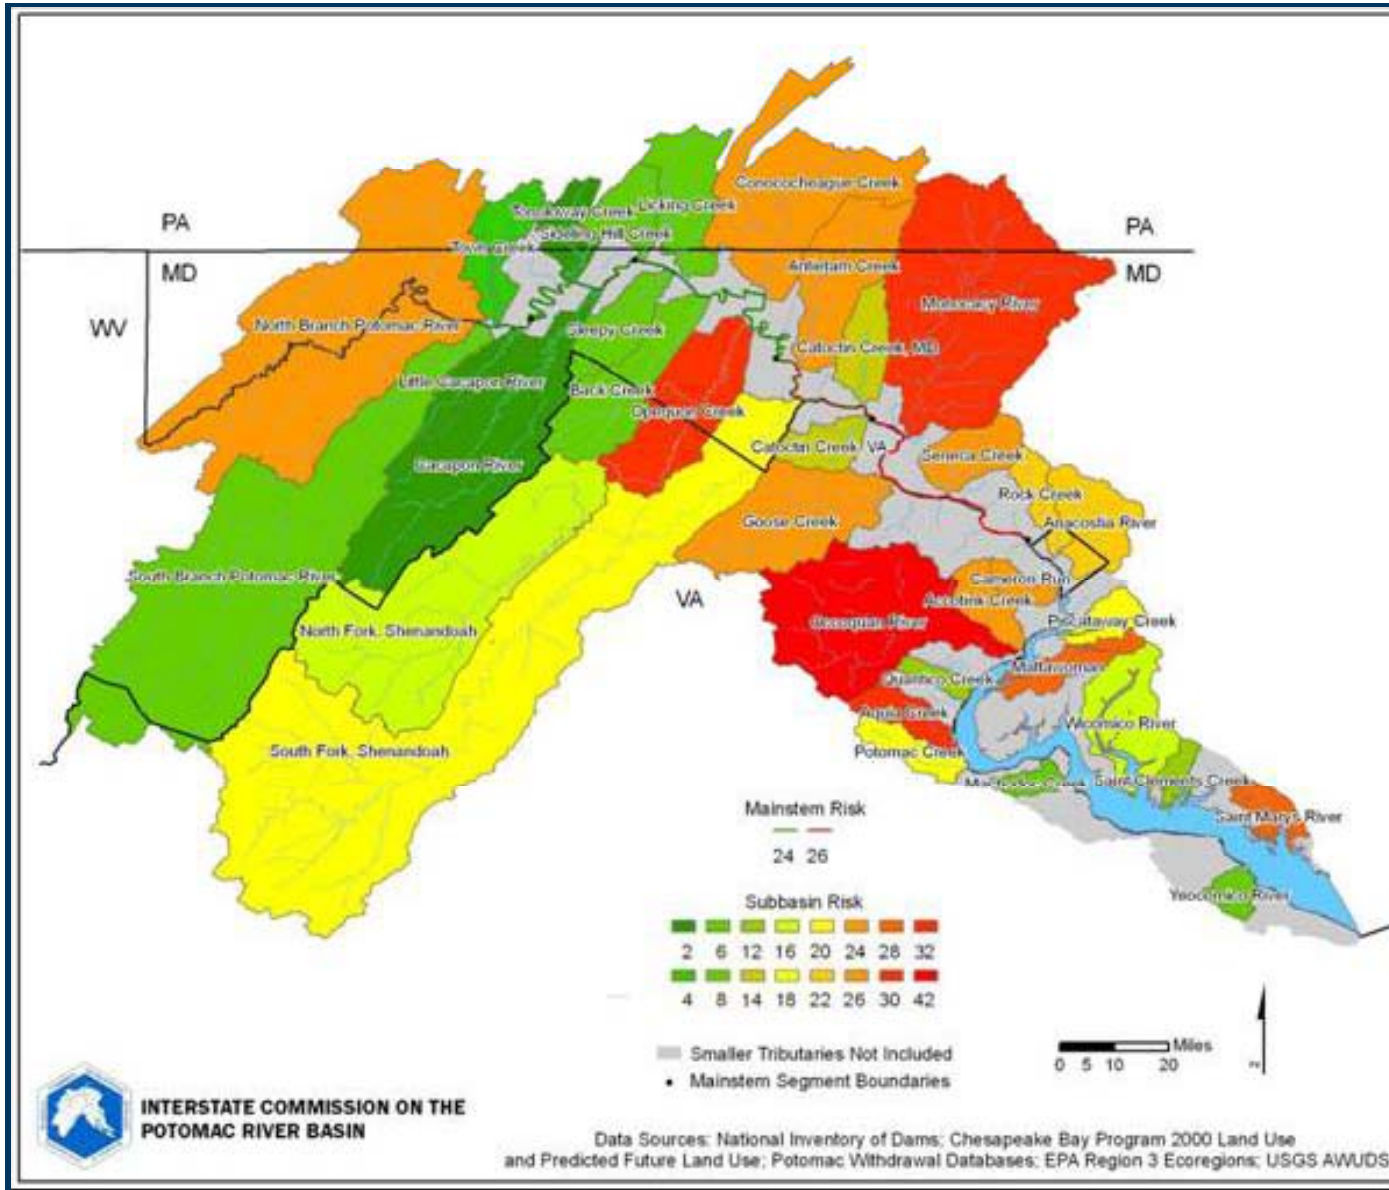 PA
PA
MD
MD
WV
VA
Conococheague Creek
Tonoloway Creek
Licking Creek
Sideling Hill Creek
Town Creek
Antietam Creek
Monocacy River
North Branch Potomac River
Sleepy Creek
Catoctin Creek, MD
Little Cacapon River
Back Creek
Opequon Creek
Catoctin Creek, VA
Cacapon River
Seneca Creek
Rock Creek
Goose Creek
Anacostia River
South Branch Potomac River
Cameron Run
Accotink Creek
North Fork, Shenandoah
Occoquan River
Piscataway Creek
Mattawoman
Quantico Creek
Aquia Creek
Wicomico River
South Fork, Shenandoah
Potomac Creek
Saint Clements Creek
Saint Marys River
Yeocomico River
Mainstem Risk
24 26
Subbasin Risk
2 6 12 16 20 24 28 32
4 8 14 18 22 26 30 42
Smaller Tributaries Not Included
Mainstem Segment Boundaries
Miles
0 5 10 20
INTERSTATE COMMISSION ON THE
POTOMAC RIVER BASIN
Data Sources: National Inventory of Dams; Chesapeake Bay Program 2000 Land Use
and Predicted Future Land Use; Potomac Withdrawal Databases; EPA Region 3 Ecoregions; USGS AWUDS